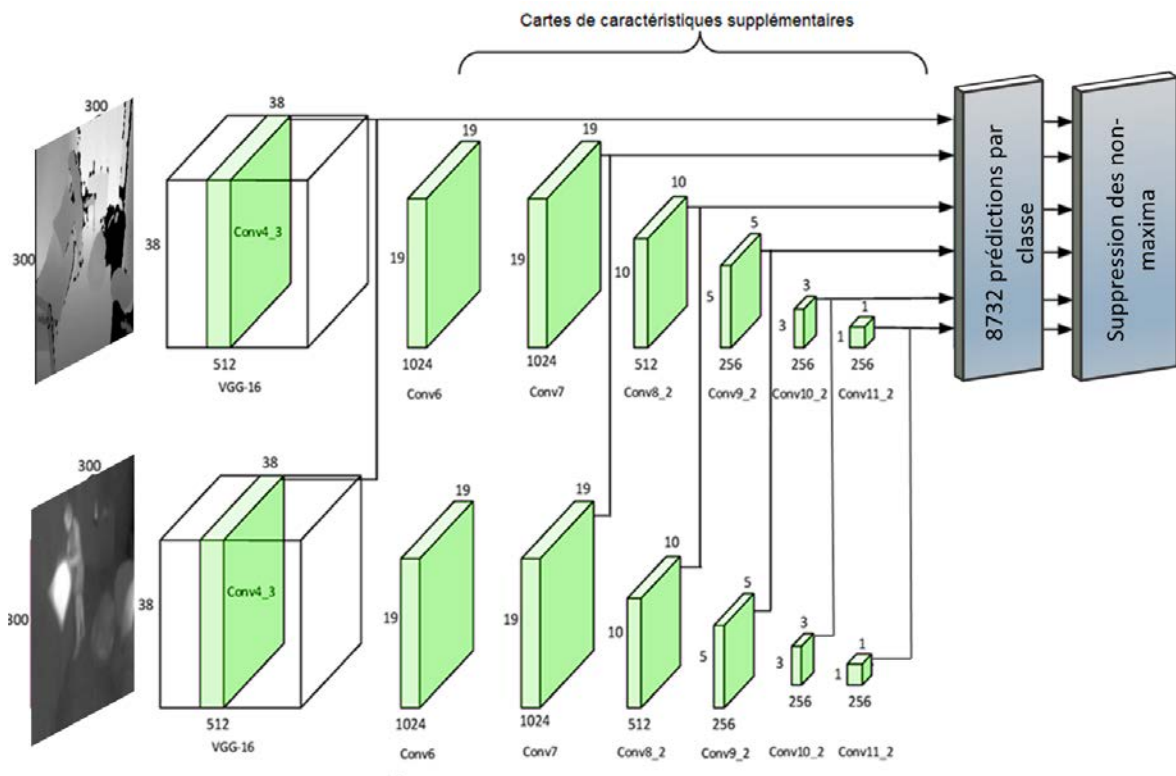 Cartes de caractéristiques supplémentaires
300
300
38
38
Conv4_3
512
VGG-16
19
19
1024
Conv6
19
19
1024
Conv7
10
10
512
Conv8_2
5
5
256
Conv9_2
3
3
256
Conv10_2
1
1
256
Conv11_2
8732 prédictions par
classe
Suppression des non-
maxima
300
300
38
38
Conv4_3
512
VGG-16
19
19
1024
Conv6
19
19
1024
Conv7
10
10
512
Conv8_2
5
5
256
Conv9_2
3
3
256
Conv10_2
1
1
256
Conv11_2